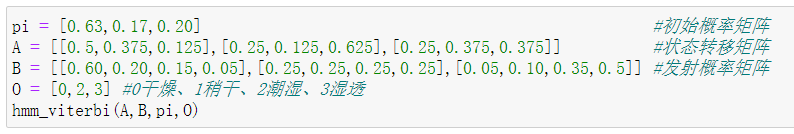 pi = [0.63,0.17,0.20] #初始概率矩阵
A = [[0.5,0.375,0.125],[0.25,0.125,0.625],[0.25,0.375,0.375]] #状态转移矩阵
B = [[0.60,0.20,0.15,0.05],[0.25,0.25,0.25,0.25],[0.05,0.10,0.35,0.5]] #发射概率矩阵
O = [0,2,3] #0干燥、1稍干、2潮湿、3湿透
hmm_viterbi(A,B,pi,O)